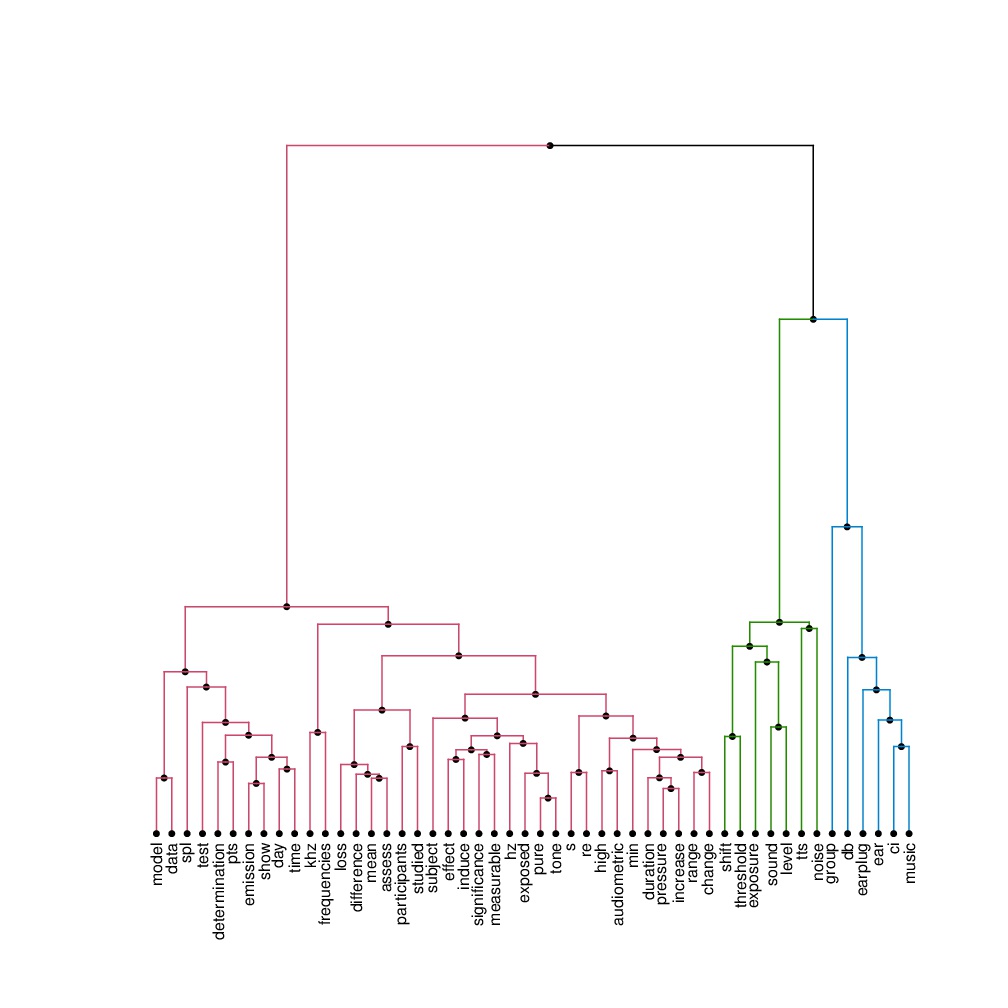 model
data
spl
test
determination
pts
emission
show
day
time
khz
frequencies
loss
difference
mean
assess
participants
studied
subject
effect
induce
significance
measurable
hz
exposed
pure
tone
s
re
high
audiometric
min
duration
pressure
increase
range
change
shift
threshold
exposure
sound
level
tts
noise
group
db
earplug
ear
ci
music